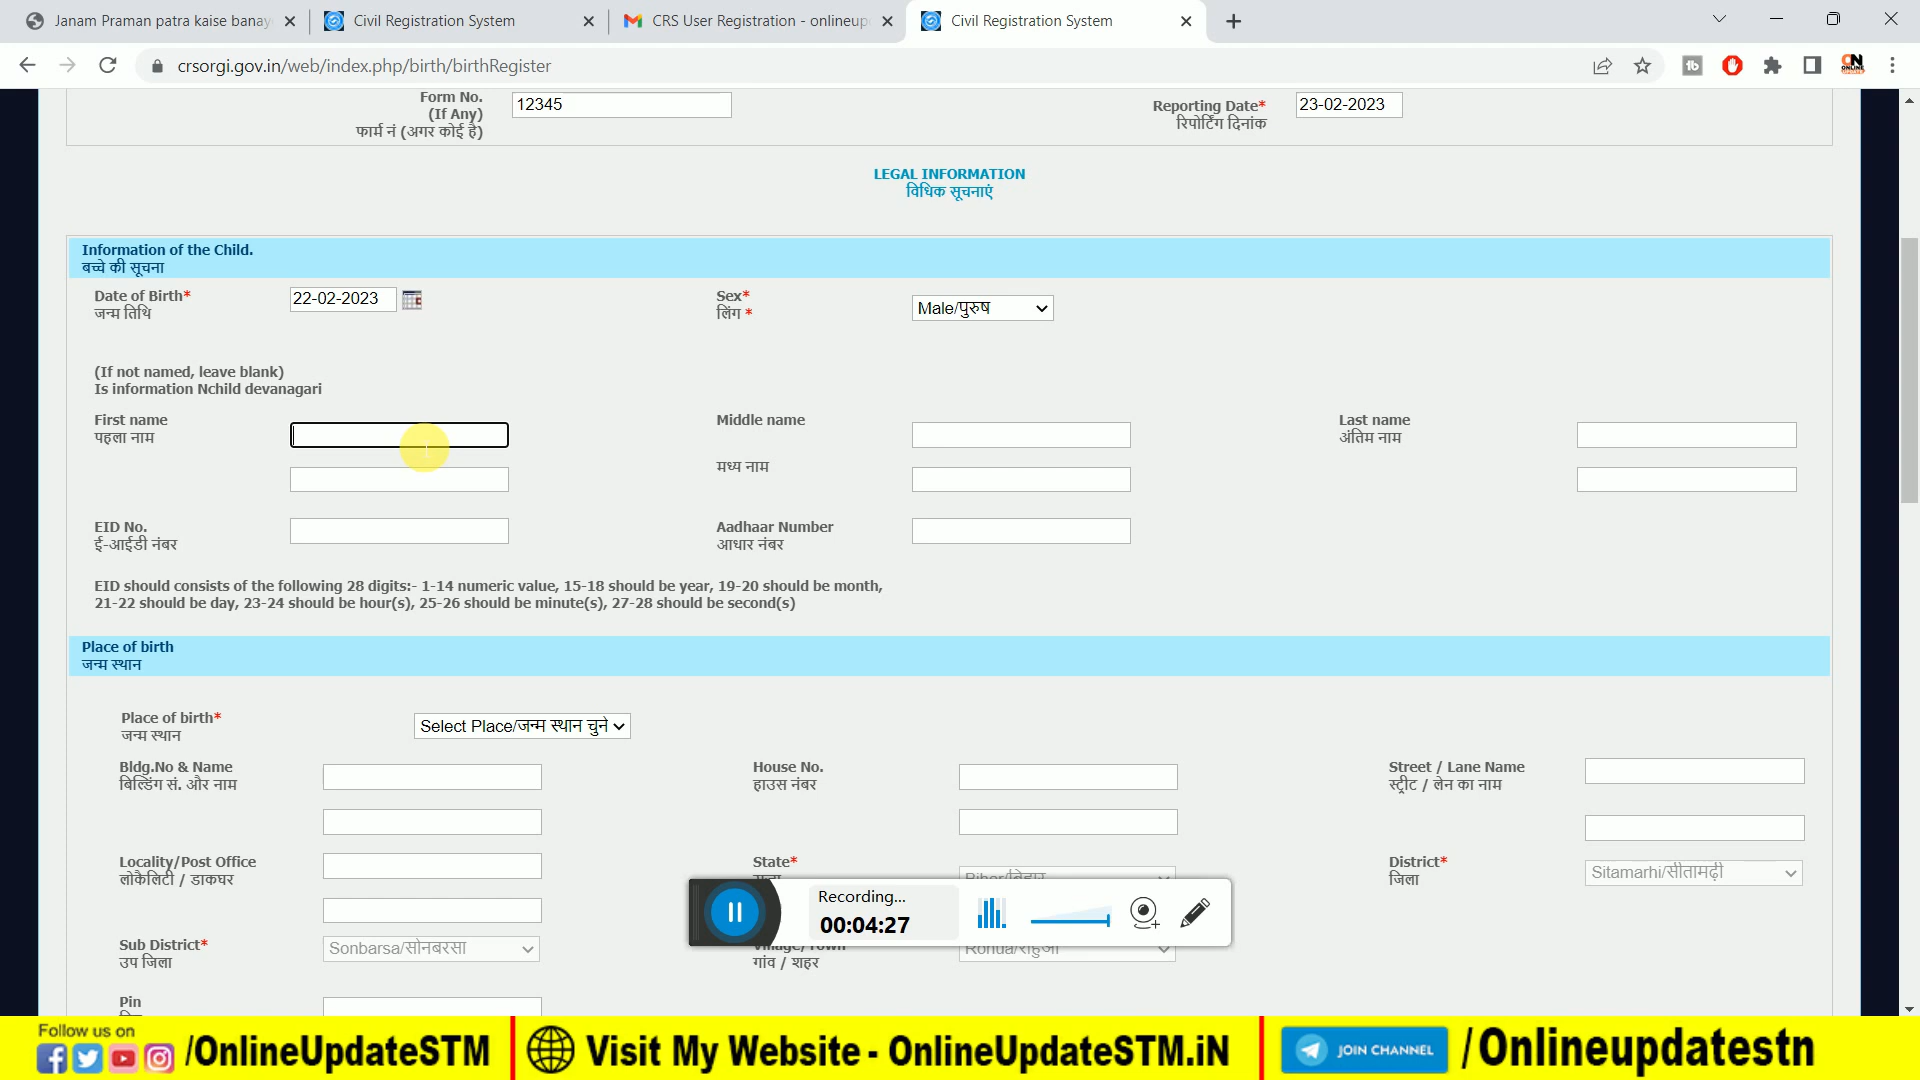 Janam Praman patra kaise banay
Civil Registration System
CRS User Registration - onlineup
Civil Registration System
crsorgi.gov.in/web/index.php/birth/birthRegister
Form No.
(If Any)
फार्म नं (अगर कोई है)
12345
Reporting Date*
रिपोर्टिंग दिनांक
23-02-2023
LEGAL INFORMATION
विधिक सूचनाएं
Information of the Child.
बच्चे की सूचना
Date of Birth*
जन्म तिथि
22-02-2023
Sex*
लिंग *
Male/पुरुष
(If not named, leave blank)
Is information Nchild devanagari
First name
पहला नाम
Middle name
मध्य नाम
Last name
अंतिम नाम
EID No.
ई-आईडी नंबर
Aadhaar Number
आधार नंबर
EID should consists of the following 28 digits:- 1-14 numeric value, 15-18 should be year, 19-20 should be month,
21-22 should be day, 23-24 should be hour(s), 25-26 should be minute(s), 27-28 should be second(s)
Place of birth
जन्म स्थान
Place of birth*
जन्म स्थान
Select Place/जन्म स्थान चुने
Bldg.No & Name
बिल्डिंग सं. और नाम
House No.
हाउस नंबर
Street / Lane Name
स्ट्रीट / लेन का नाम
Locality/Post Office
लोकैलिटी / डाकघर
State*
District*
जिला
Sitamarhi/सीतामढ़ी
Recording...
00:04:27
Sub District*
उप जिला
Sonbarsa/सोनबरसा
गांव / शहर
Pin
Follow us on
/OnlineUpdateSTM
Visit My Website - OnlineUpdateSTM.iN
JOIN CHANNEL
/Onlineupdatestn